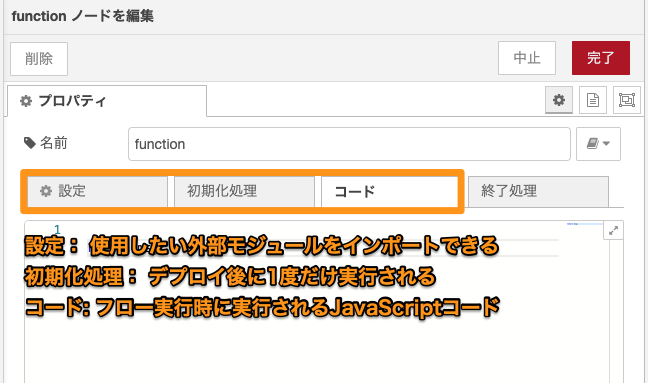 function ノードを編集
削除
中止
完了
プロパティ
名前
function
設定
初期化処理
コード
終了処理
1
設定： 使用したい外部モジュールをインポートできる
初期化処理： デプロイ後に1度だけ実行される
コード: フロー実行時に実行されるJavaScriptコード